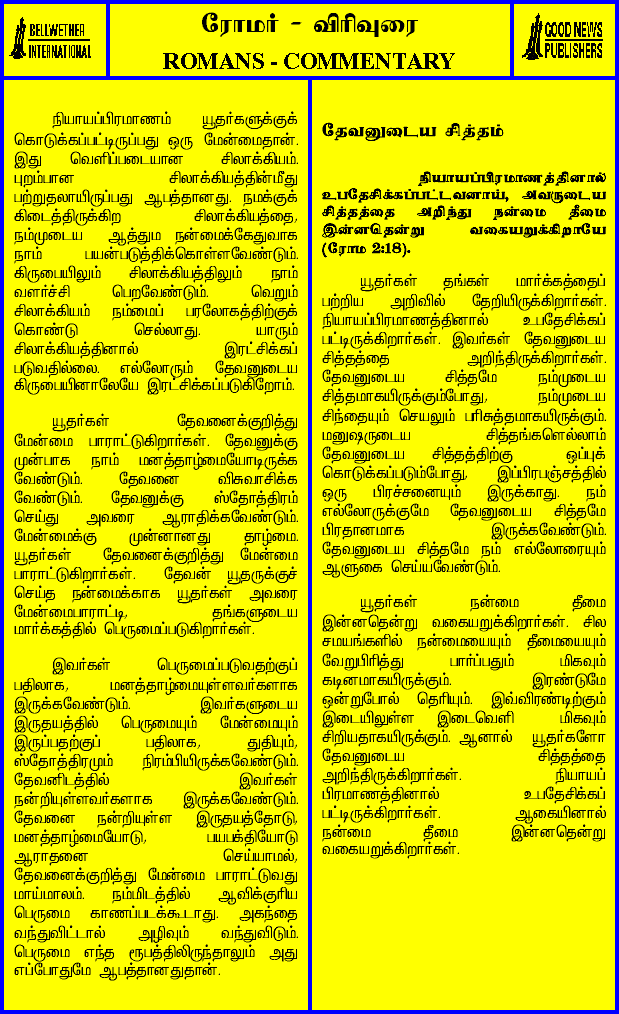 BELLWETHER
INTERNATIONAL
ரோமர் - விரிவுரை
ROMANS - COMMENTARY
GOOD NEWS
PUBLISHERS
நியாயப்பிரமாணம் யூதர்களுக்குக்
கொடுக்கப்பட்டிருப்பது ஒரு மேன்மைதான்.
இது வெளிப்படையான சிலாக்கியம்.
புறம்பான சிலாக்கியத்தின்மீது
பற்றுதலாயிருப்பது ஆபத்தானது. நமக்குக்
கிடைத்திருக்கிற சிலாக்கியத்தை,
நம்முடைய ஆத்தும நன்மைக்கேதுவாக
நாம் பயன்படுத்திக்கொள்ளவேண்டும்.
கிருபையிலும் சிலாக்கியத்திலும் நாம்
வளர்ச்சி பெறவேண்டும். வெறும்
சிலாக்கியம் நம்மைப் பரலோகத்திற்குக்
கொண்டு செல்லாது. யாரும்
சிலாக்கியத்தினால் இரட்சிக்கப்
படுவதில்லை. எல்லோரும் தேவனுடைய
கிருபையினாலேயே இரட்சிக்கப்படுகிறோம்.
யூதர்கள் தேவனைக்குறித்து
மேன்மை பாராட்டுகிறார்கள். தேவனுக்கு
முன்பாக நாம் மனத்தாழ்மையோடிருக்க
வேண்டும். தேவனை விசுவாசிக்க
வேண்டும். தேவனுக்கு ஸ்தோத்திரம்
செய்து அவரை ஆராதிக்கவேண்டும்.
மேன்மைக்கு முன்னானது தாழ்மை.
யூதர்கள் தேவனைக்குறித்து மேன்மை
பாராட்டுகிறார்கள். தேவன் யூதருக்குச்
செய்த நன்மைக்காக யூதர்கள் அவரை
மேன்மைபாராட்டி, தங்களுடைய
மார்க்கத்தில் பெருமைப்படுகிறார்கள்.
இவர்கள் பெருமைப்படுவதற்குப்
பதிலாக, மனத்தாழ்மையுள்ளவர்களாக
இருக்கவேண்டும். இவர்களுடைய
இருதயத்தில் பெருமையும் மேன்மையும்
இருப்பதற்குப் பதிலாக, துதியும்,
ஸ்தோத்திரமும் நிரம்பியிருக்கவேண்டும்.
தேவனிடத்தில் இவர்கள்
நன்றியுள்ளவர்களாக இருக்கவேண்டும்.
தேவனை நன்றியுள்ள இருதயத்தோடு,
மனத்தாழ்மையோடு, பயபக்தியோடு
ஆராதனை செய்யாமல்,
தேவனைக்குறித்து மேன்மை பாராட்டுவது
மாய்மாலம். நம்மிடத்தில் ஆவிக்குரிய
பெருமை காணப்படக்கூடாது. அகந்தை
வந்துவிட்டால் அழிவும் வந்துவிடும்.
பெருமை எந்த ரூபத்திலிருந்தாலும் அது
எப்போதுமே ஆபத்தானதுதான்.
தேவனுடைய சித்தம்
நியாயப்பிரமாணத்தினால்
உபதேசிக்கப்பட்டவனாய், அவருடைய
சித்தத்தை அறிந்து நன்மை தீமை
இன்னதென்று வகையறுக்கிறாயே
(ரோம 2:18).
யூதர்கள் தங்கள் மார்க்கத்தைப்
பற்றிய அறிவில் தேறியிருக்கிறார்கள்.
நியாயப்பிரமாணத்தினால் உபதேசிக்கப்
பட்டிருக்கிறார்கள். இவர்கள் தேவனுடைய
சித்தத்தை அறிந்திருக்கிறார்கள்.
தேவனுடைய சித்தமே நம்முடைய
சித்தமாகயிருக்கும்போது, நம்முடைய
சிந்தையும் செயலும் பரிசுத்தமாகயிருக்கும்.
மனுஷருடைய சித்தங்களெல்லாம்
தேவனுடைய சித்தத்திற்கு ஒப்புக்
கொடுக்கப்படும்போது, இப்பிரபஞ்சத்தில்
ஒரு பிரச்சனையும் இருக்காது. நம்
எல்லோருக்குமே தேவனுடைய சித்தமே
பிரதானமாக இருக்கவேண்டும்.
தேவனுடைய சித்தமே நம் எல்லோரையும்
ஆளுகை செய்யவேண்டும்.
யூதர்கள் நன்மை தீமை
இன்னதென்று வகையறுக்கிறார்கள். சில
சமயங்களில் நன்மையையும் தீமையையும்
வேறுபிரித்து பார்ப்பதும் மிகவும்
கடினமாகயிருக்கும். இரண்டுமே
ஒன்றுபோல் தெரியும். இவ்விரண்டிற்கும்
இடையிலுள்ள இடைவெளி மிகவும்
சிறியதாகயிருக்கும். ஆனால் யூதர்களோ
தேவனுடைய சித்தத்தை
அறிந்திருக்கிறார்கள். நியாயப்
பிரமாணத்தினால் உபதேசிக்கப்
பட்டிருக்கிறார்கள். ஆகையினால்
நன்மை தீமை இன்னதென்று
வகையறுக்கிறார்கள்.